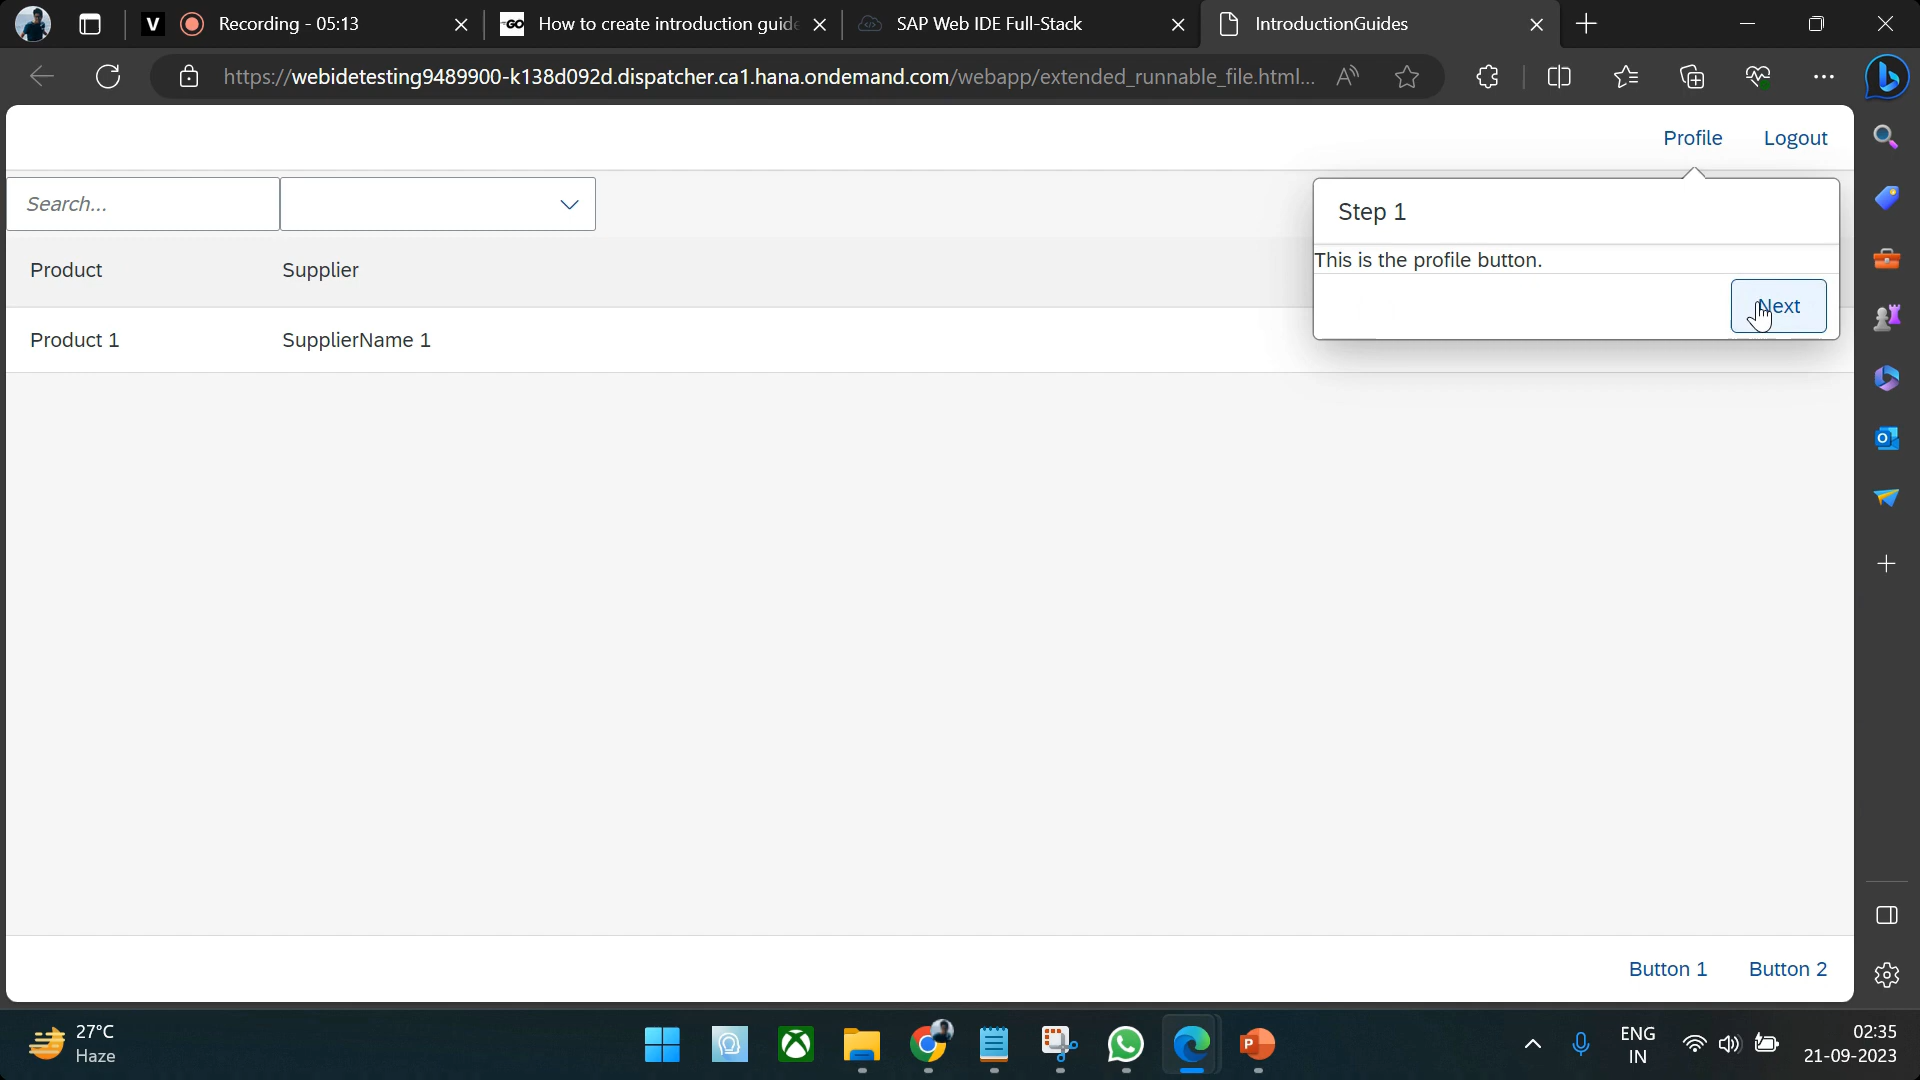 V
Recording - 05:13
GO
How to create introduction guide
SAP Web IDE Full-Stack
IntroductionGuides
https://webidetesting9489900-k138d092d.dispatcher.ca1.hana.ondemand.com/webapp/extended_runnable_file.html...
Profile
Logout
Search...
Step 1
This is the profile button.
Next
Product
Supplier
Product 1
SupplierName 1
Button 1
Button 2
27°C
Haze
ENG
IN
02:35
21-09-2023